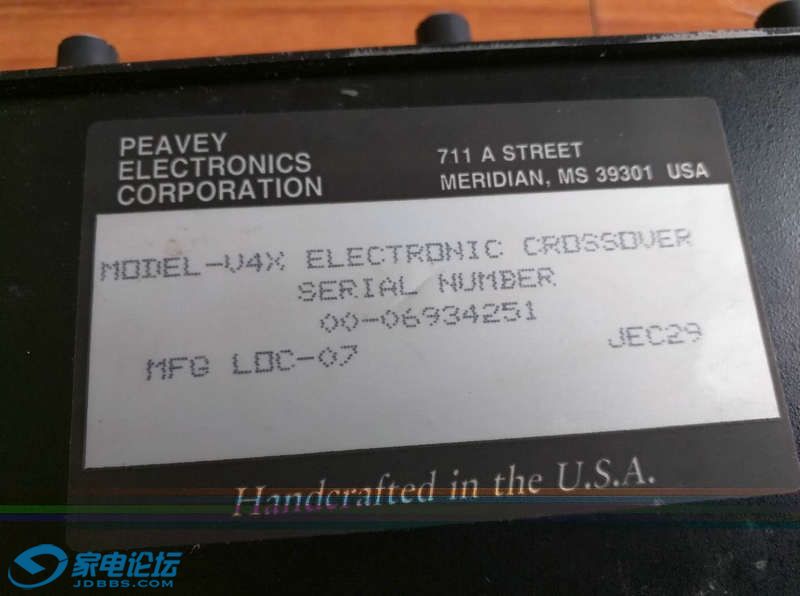 PEAVEY
ELECTRONICS
CORPORATION
711 A STREET
MERIDIAN, MS 39301 USA
MODEL-V4X ELECTRONIC CROSSOVER
SERIAL NUMBER
00-06934251
MFG LOC-07
JEC29
Handcrafted in the U.S.A.
家电论坛
JDBBS.COM